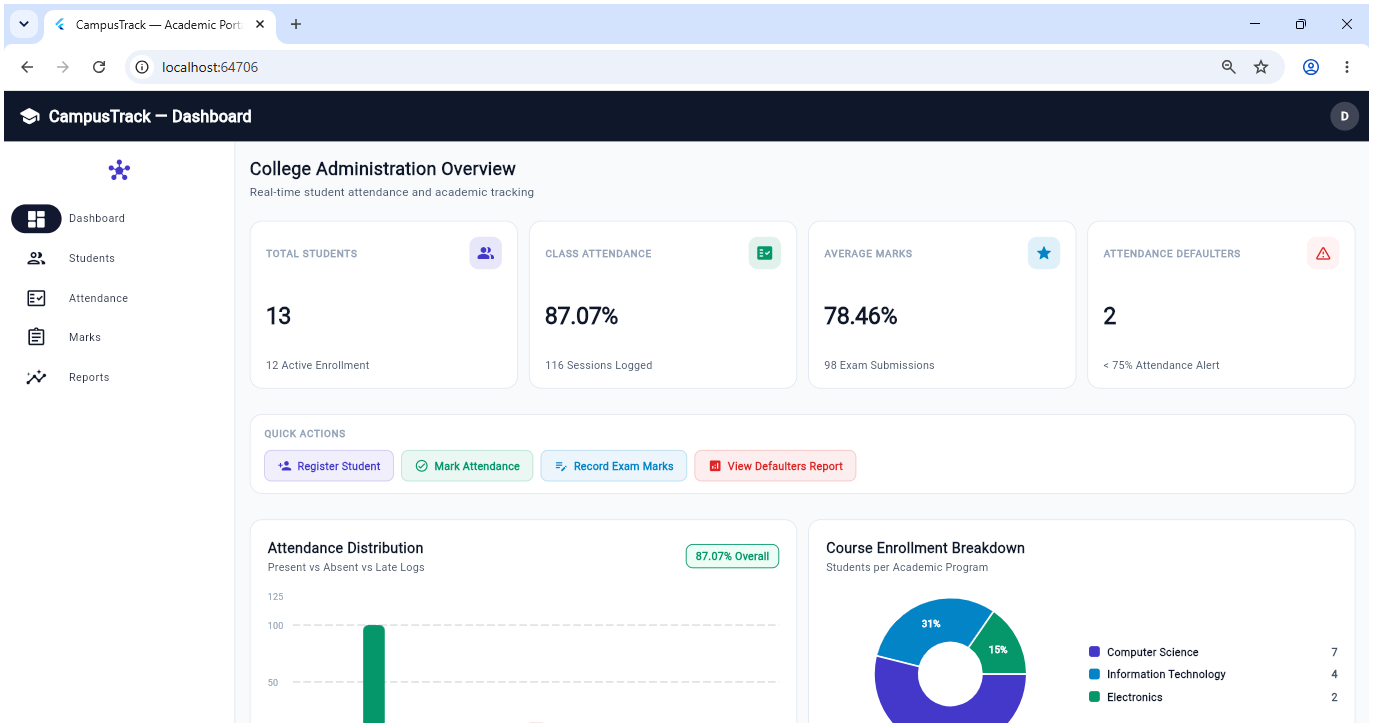 CampusTrack — Academic Port
localhost:64706
CampusTrack — Dashboard
D
Dashboard
Students
Attendance
Marks
Reports
College Administration Overview
Real-time student attendance and academic tracking
TOTAL STUDENTS
13
12 Active Enrollment
CLASS ATTENDANCE
87.07%
116 Sessions Logged
AVERAGE MARKS
78.46%
98 Exam Submissions
ATTENDANCE DEFAULTERS
2
< 75% Attendance Alert
QUICK ACTIONS
Register Student
Mark Attendance
Record Exam Marks
View Defaulters Report
Attendance Distribution
Present vs Absent vs Late Logs
87.07% Overall
125
100
50
Course Enrollment Breakdown
Students per Academic Program
31%
15%
Computer Science 7
Information Technology 4
Electronics 2